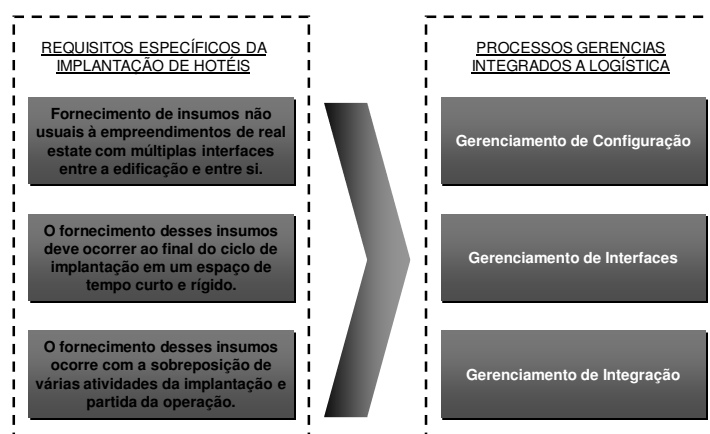 REQUISITOS ESPECÍFICOS DA
IMPLANTAÇÃO DE HOTÉIS
Fornecimento de insumos não
usuais à empreendimentos de real
estate com múltiplas interfaces
entre a edificação e entre si.
O fornecimento desses insumos
deve ocorrer ao final do ciclo de
implantação em um espaço de
tempo curto e rígido.
O fornecimento desses insumos
ocorre com a sobreposição de
várias atividades da implantação e
partida da operação.
PROCESSOS GERENCIAS
INTEGRADOS A LOGÍSTICA
Gerenciamento de Configuração
Gerenciamento de Interfaces
Gerenciamento de Integração